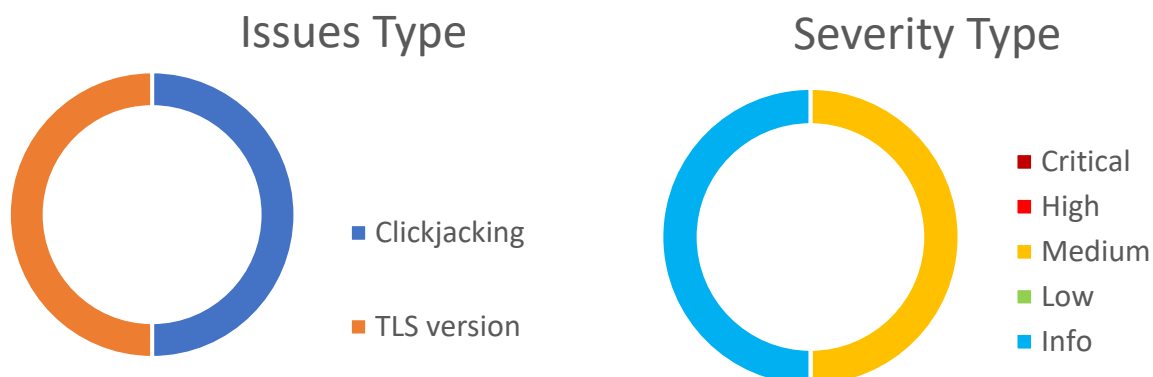 Issues Type
Clickjacking
TLS version
Severity Type
Critical
High
Medium
Low
Info